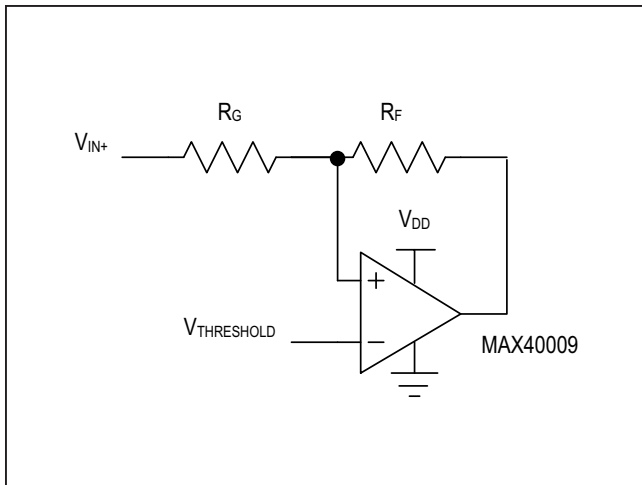 RG
RF
VIN+
VDD
+
VTHRESHOLD
−
MAX40009